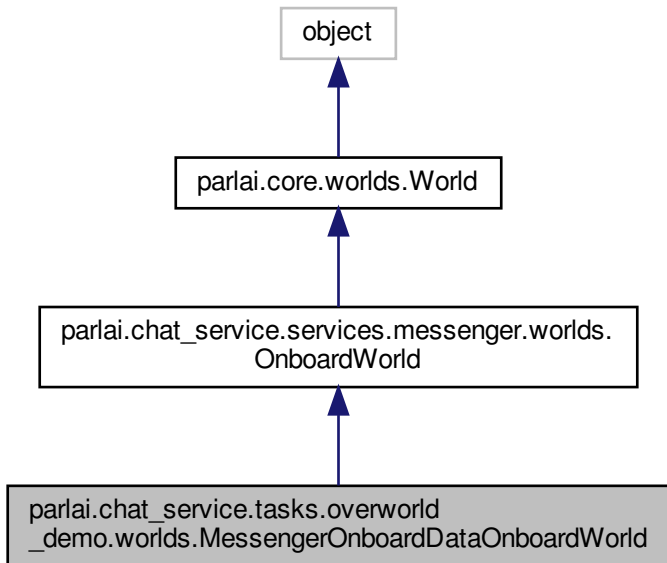 object
parlai.core.worlds.World
parlai.chat_service.services.messenger.worlds.
OnboardWorld
parlai.chat_service.tasks.overworld
_demo.worlds.MessengerOnboardDataOnboardWorld